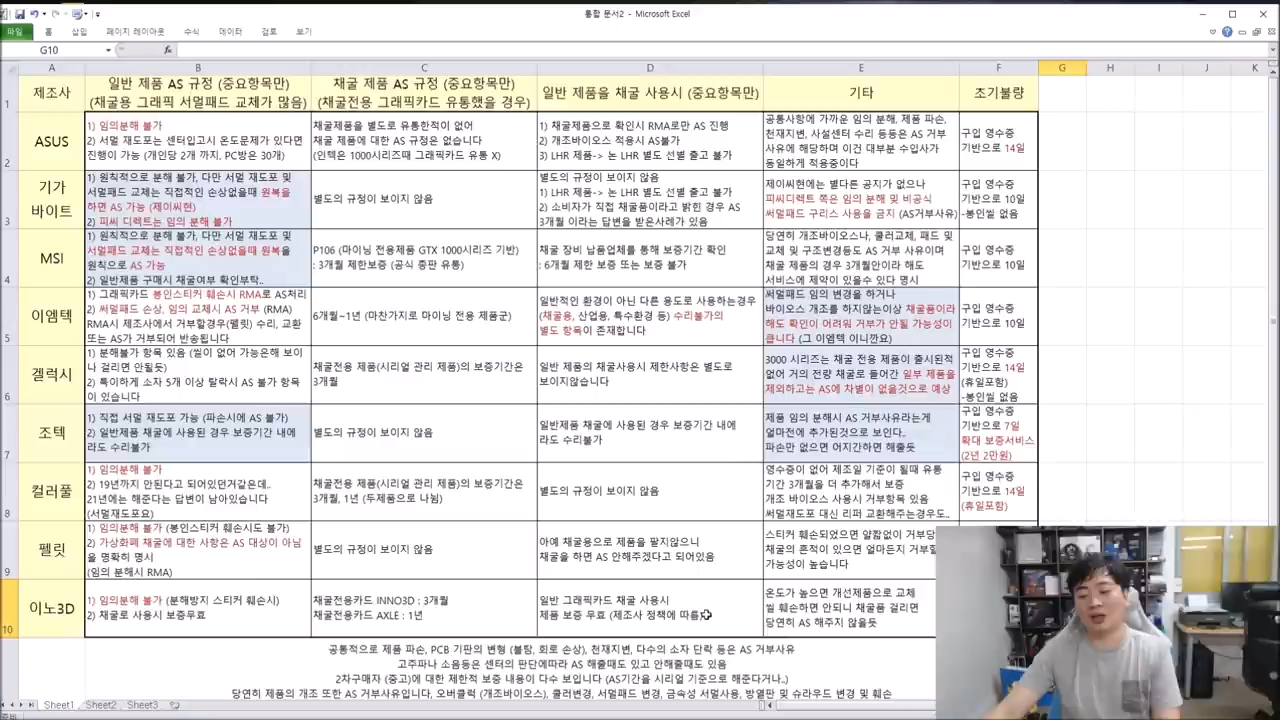 통합 문서2 - Microsoft Excel
파일 홈 삽입 페이지 레이아웃 수식 데이터 검토 보기
G10 fx
A B C D E F G H I J K
1
제조사
일반 제품 AS 규정 (중요항목만)
(채굴용 그래픽 서멀패드 교체가 많음)
채굴 제품 AS 규정 (중요항목만)
(채굴전용 그래픽카드 유통했을 경우)
일반 제품을 채굴 사용시 (중요항목만)
기타
초기불량
2
ASUS
1) 임의분해 불가
2) 서멀 재도포는 센터입고시 온도문제가 있다면
진행이 가능 (개인당 2개 까지, PC방은 30개)
채굴제품을 별도로 유통한적이 없어
채굴 제품에 대한 AS 규정은 없습니다
(인텍은 1000시리즈때 그래픽카드 유통 X)
1) 채굴제품으로 확인시 RMA로만 AS 진행
2) 개조바이오스 적용시 AS불가
3) LHR 제품-> 논 LHR 별도 선별 출고 불가
공통사항에 가까운 임의 분해, 제품 파손,
천재지변, 사설센터 수리 등등은 AS 거부
사유에 해당하며 이건 대부분 수입사가
동일하게 적용중이다
구입 영수증
기반으로 14일
3
기가
바이트
1) 원칙적으로 분해 불가, 다만 서멀 재도포 및
서멀패드 교체는 직접적인 손상없을때 원복을
하면 AS 가능 (제이씨현)
2) 피씨 디렉트는 임의 분해 불가
별도의 규정이 보이지 않음
별도의 규정이 보이지 않음
1) LHR 제품-> 논 LHR 별도 선별 출고 불가
2) 소비자가 직접 채굴품이라고 밝힌 경우 AS
3개월 이라는 답변을 받은사례가 있음
제이씨현에는 별다른 공지가 없으나
피씨디렉트 쪽은 임의 분해 및 비공식
써멀패드 구리스 사용을 금지 (AS거부사유)
구입 영수증
기반으로 10일
-봉인씰 없음
4
MSI
1) 원칙적으로 분해 불가, 다만 서멀 재도포 및
서멀패드 교체는 직접적인 손상없을때 원복을
원칙으로 AS 가능
2) 일반제품 구매시 채굴여부 확인부탁..
P106 (마이닝 전용제품 GTX 1000시리즈 기반)
: 3개월 제한보증 (공식 총판 유통)
채굴 장비 납품업체를 통해 보증기간 확인
: 6개월 제한 보증 또는 보증 불가
당연히 개조바이오스나, 쿨러교체, 패드 및
교체 및 구조변경등도 AS 거부 사유이며
채굴 제품의 경우 3개월안이라 해도
서비스에 제약이 있을수 있다 명시
구입 영수증
기반으로 10일
5
이엠텍
1) 그래픽카드 봉인스티커 훼손시 RMA로 AS처리
2) 써멀패드 손상, 임의 교체시 AS 거부 (RMA)
RMA시 제조사에서 거부할경우(펠릿) 수리, 교환
또는 AS가 거부되어 반송됩니다
6개월~1년 (마찬가지로 마이닝 전용 제품군)
일반적인 환경이 아닌 다른 용도로 사용하는경우
(채굴용, 산업용, 특수환경 등) 수리불가의
별도 항목이 존재합니다
써멀패드 임의 변경을 하거나
바이오스 개조를 하지않는이상 채굴품이라
해도 확인이 어려워 거부가 안될 가능성이
큽니다 (그 이엠텍 이니깐요)
구입 영수증
기반으로 10일
6
겔럭시
1) 분해불가 항목 있음 (씰이 없어 가능은해 보이
나 걸리면 안될듯)
2) 특이하게 소자 5개 이상 탈락시 AS 불가 항목
이 있습니다
채굴전용 제품(시리얼 관리 제품)의 보증기간은
3개월
일반 제품의 채굴사용시 제한사항은 별도로
보이지않습니다
3000 시리즈는 채굴 전용 제품이 출시된적
없어 거의 전량 채굴로 들어간 일부 제품을
제외하고는 AS에 차별이 없을것으로 예상
구입 영수증
기반으로 14일
(휴일포함)
-봉인씰 없음
7
조텍
1) 직접 서멀 재도포 가능 (파손시에 AS 불가)
2) 일반제품 채굴에 사용된 경우 보증기간 내에
라도 수리불가
별도의 규정이 보이지 않음
일반제품 채굴에 사용된 경우 보증기간 내에
라도 수리불가
제품 임의 분해시 AS 거부사유라는게
얼마전에 추가된것으로 보인다..
파손만 없으면 어지간하면 해줄듯
구입 영수증
기반으로 7일
확대 보증서비스
(2년 2만원)
8
컬러풀
1) 임의분해 불가
2) 19년까지 안된다고 되어있던거같은데..
21년에는 해준다는 답변이 남아있습니다
(서멀재도포요)
채굴전용 제품(시리얼 관리 제품)의 보증기간은
3개월, 1년 (두제품으로 나뉨)
별도의 규정이 보이지 않음
영수증이 없어 제조일 기준이 될때 유통
기간 3개월을 더 추가해서 보증
개조 바이오스 사용시 거부항목 있음
써멀재도포 대신 리퍼 교환해주는경우도..
구입 영수증
기반으로 14일
(휴일포함)
9
펠릿
1) 임의분해 불가 (봉인스티커 훼손시도 불가)
2) 가상화폐 채굴에 대한 사항은 AS 대상이 아님
을 명확히 명시
(임의 분해시 RMA)
별도의 규정이 보이지 않음
아예 채굴용으로 제품을 팔지않으니
채굴을 하면 AS 안해주겠다고 되어있음
스티커 훼손되었으면 얄짧없이 거부당
채굴의 흔적이 있으면 얼마든지 거부할
가능성이 높습니다
10
이노3D
1) 임의분해 불가 (분해방지 스티커 훼손시)
2) 채굴로 사용시 보증무효
채굴전용카드 INNO3D : 3개월
채굴전용카드 AXLE : 1년
일반 그래픽카드 채굴 사용시
제품 보증 무효 (제조사 정책에 따름)
온도가 높으면 개선제품으로 교체
씰 훼손하면 안되니 채굴품 걸리면
당연히 AS 해주지 않을듯
공통적으로 제품 파손, PCB 기판의 변형 (불탐, 회로 손상), 천재지변, 다수의 소자 단락 등은 AS 거부사유
고주파나 소음등은 센터의 판단에따라 AS 해줄때도 있고 안해줄때도 있음
2차구매자 (중고)에 대한 제한적 보증 내용이 다수 보입니다 (AS기간을 시리얼 기준으로 해준다거나..)
당연히 제품의 개조 또한 AS 거부사유입니다, 오버클럭 (개조바이오스), 쿨러변경, 서멀패드 변경, 금속성 서멀사용, 방열판 및 슈라우드 변경 및 훼손
Sheet1 Sheet2 Sheet3